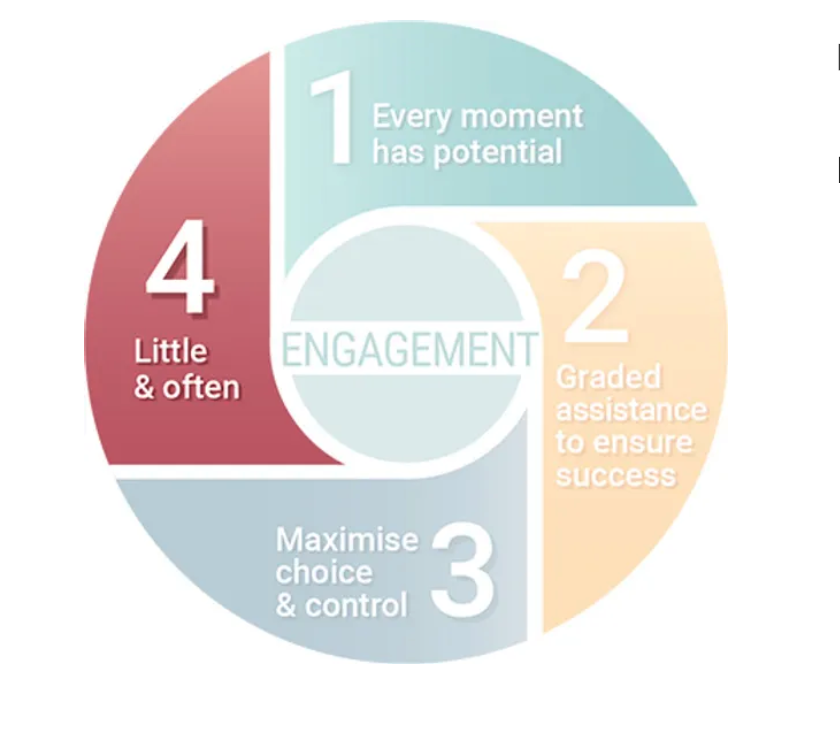 1
Every moment
has potential
2
Graded
assistance
to ensure
success
3
Maximise
choice
& control
4
Little
& often
ENGAGEMENT